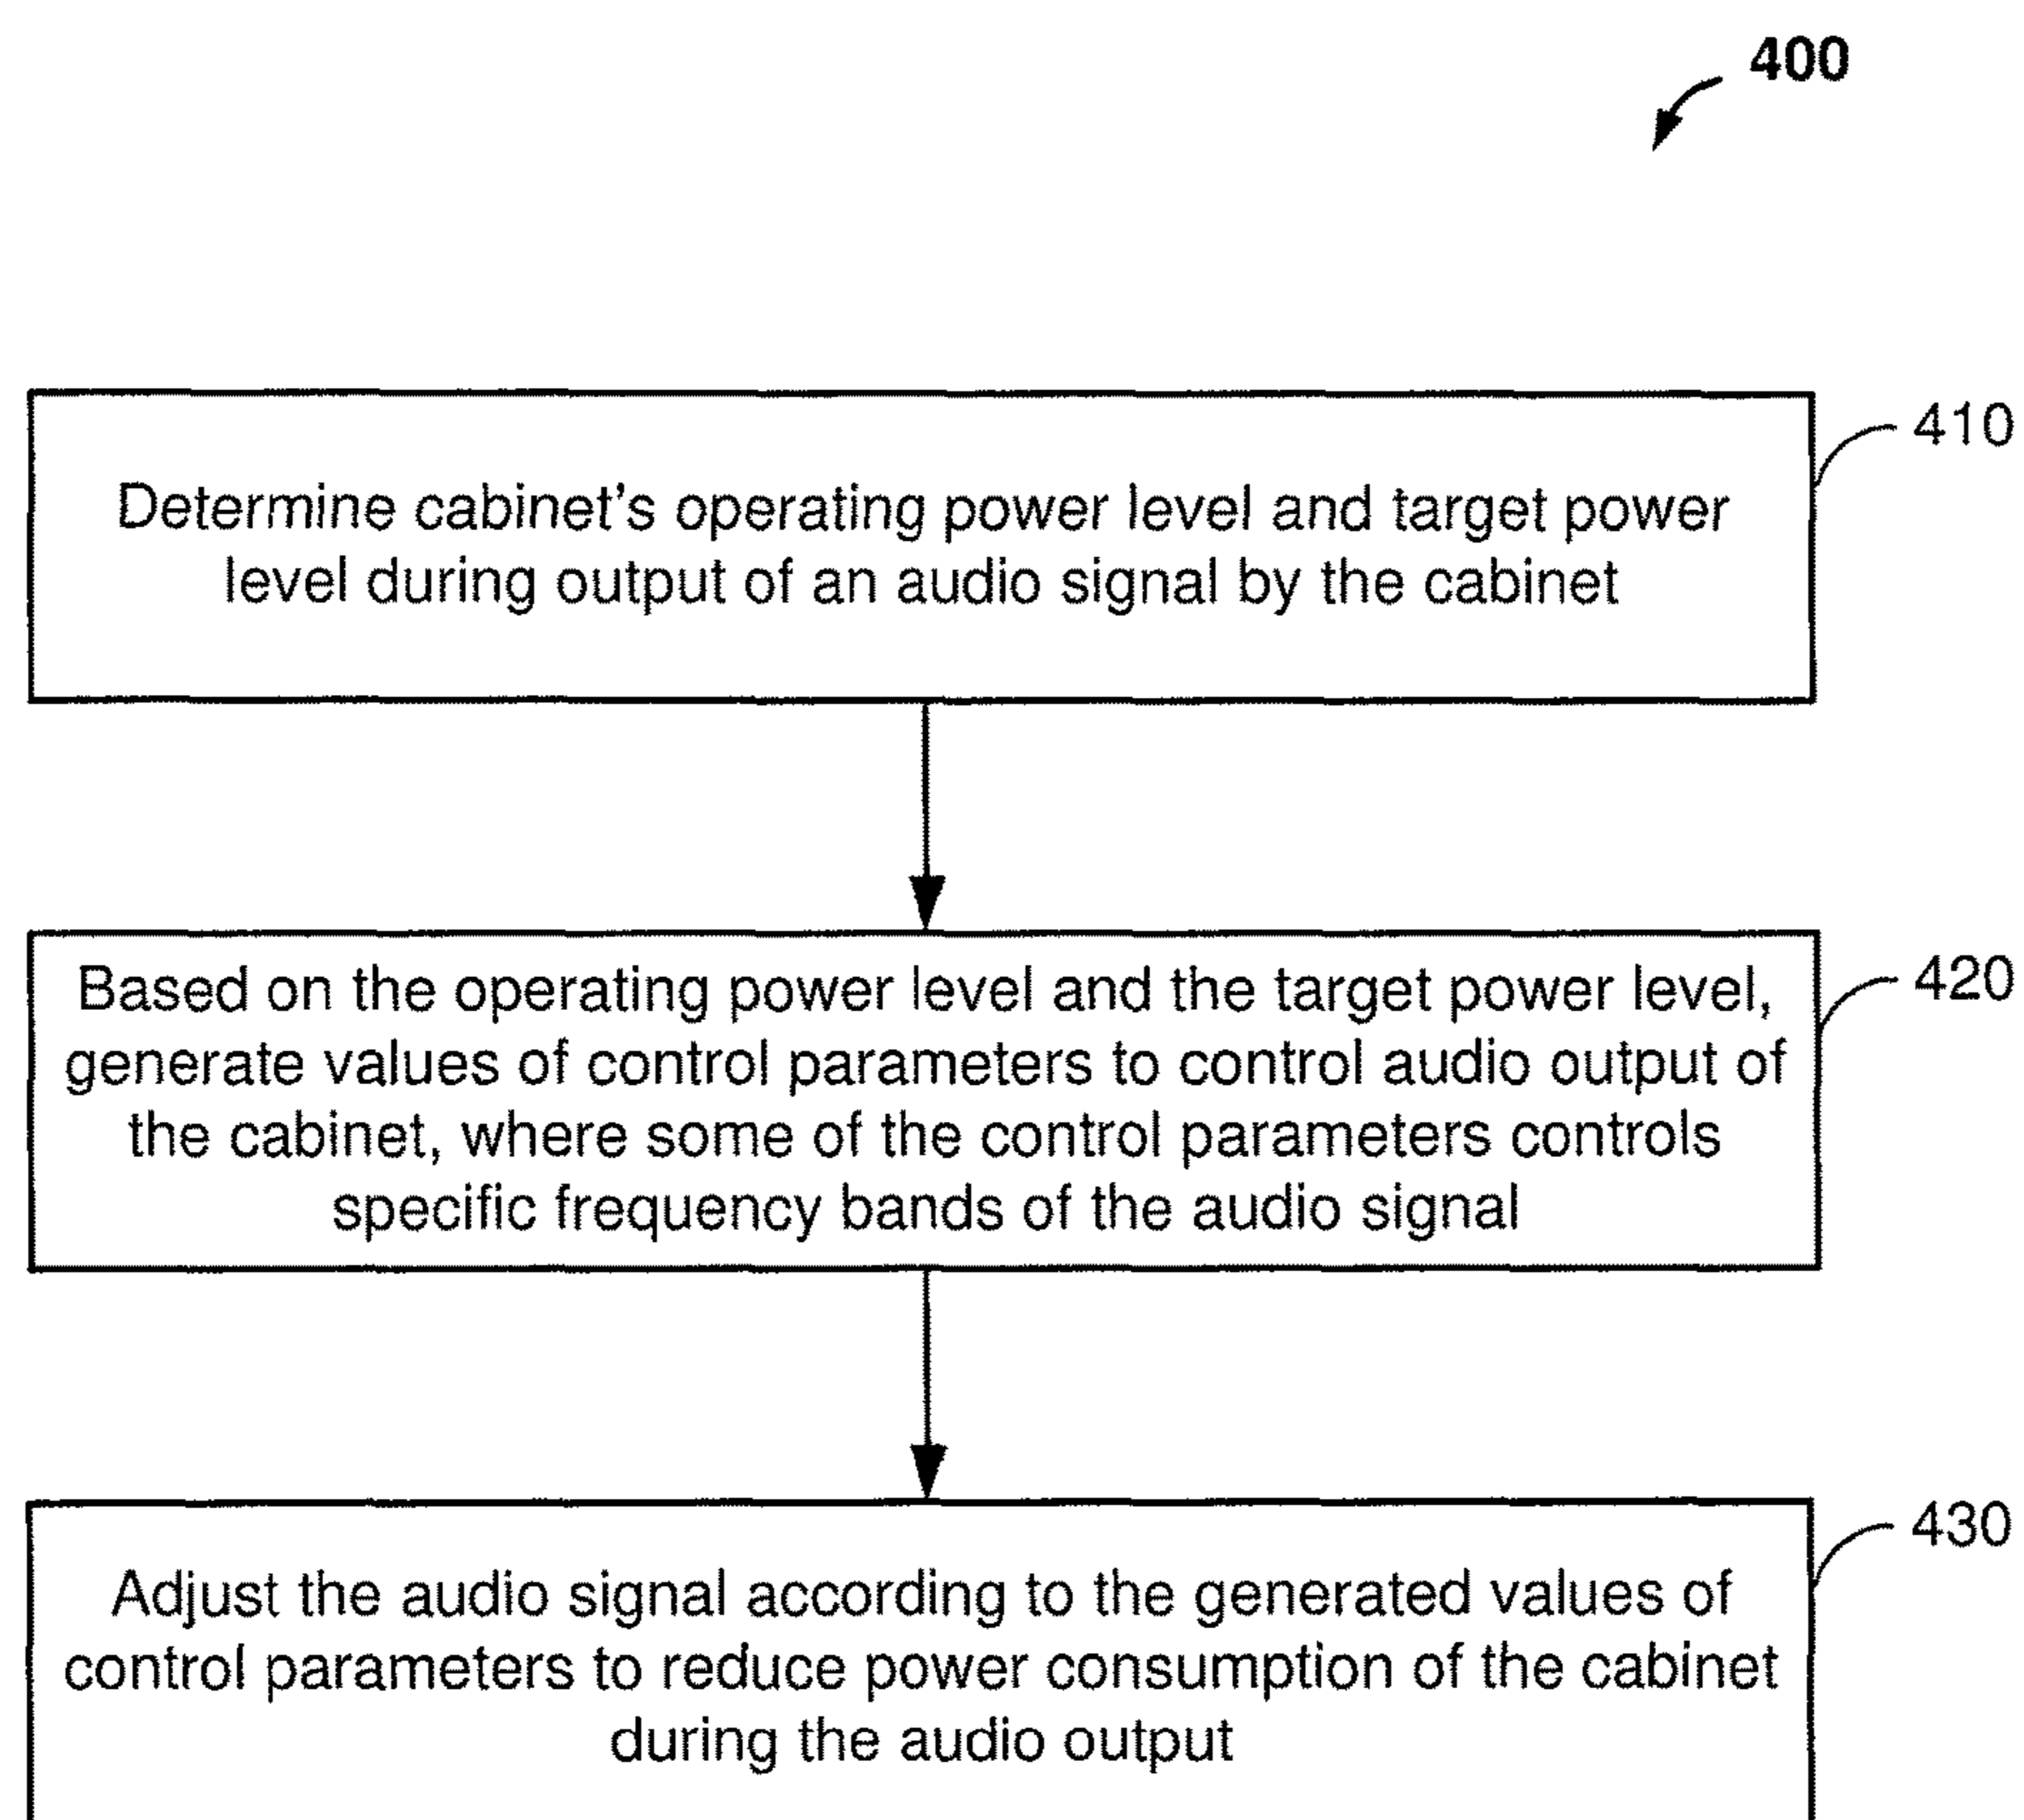 400
410
Determine cabinet's operating power level and target power
level during output of an audio signal by the cabinet
420
Based on the operating power level and the target power level,
generate values of control parameters to control audio output of
the cabinet, where some of the control parameters controls
specific frequency bands of the audio signal
430
Adjust the audio signal according to the generated values of
control parameters to reduce power consumption of the cabinet
during the audio output